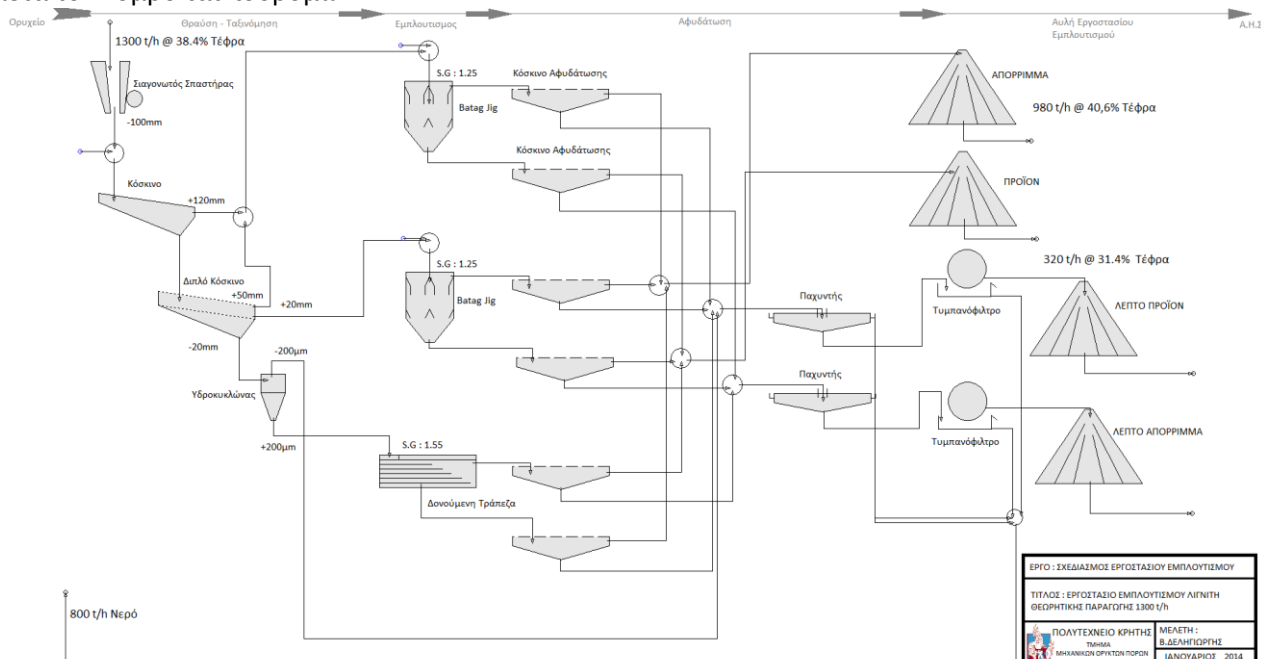 Ορυχείο
Θραύση - Ταξινόμηση
Εμπλουτισμος
Αφυδάτωση
Αυλή Εργοστασίου
Εμπλουτισμού
Α.Η.Σ
1300 t/h @ 38.4% Τέφρα
Σιαγονωτός Σπαστήρας
-100mm
Κόσκινο
+120mm
Διπλό Κόσκινο
+50mm
+20mm
-20mm
-200μm
Υδροκυκλώνας
+200μm
S.G : 1.25
Batag Jig
Κόσκινο Αφυδάτωσης
Κόσκινο Αφυδάτωσης
S.G : 1.25
Batag Jig
S.G : 1.55
Δονούμενη Τράπεζα
Παχυντής
Παχυντής
Τυμπανόφιλτρο
Τυμπανόφιλτρο
ΑΠΟΡΡΙΜΜΑ
980 t/h @ 40,6% Τέφρα
ΠΡΟΪΟΝ
320 t/h @ 31.4% Τέφρα
ΛΕΠΤΟ ΠΡΟΪΟΝ
ΛΕΠΤΟ ΑΠΟΡΡΙΜΜΑ
800 t/h Νερό
ΕΡΓΟ : ΣΧΕΔΙΑΣΜΟΣ ΕΡΓΟΣΤΑΣΙΟΥ ΕΜΠΛΟΥΤΙΣΜΟΥ
ΤΙΤΛΟΣ : ΕΡΓΟΣΤΑΣΙΟ ΕΜΠΛΟΥΤΙΣΜΟΥ ΛΙΓΝΙΤΗ
ΘΕΩΡΗΤΙΚΗΣ ΠΑΡΑΓΩΓΗΣ 1300 t/h
ΠΟΛΥΤΕΧΝΕΙΟ ΚΡΗΤΗΣ
ΤΜΗΜΑ
ΜΗΧΑΝΙΚΩΝ ΟΡΥΚΤΩΝ ΠΟΡΩΝ
ΜΕΛΕΤΗ :
Β.ΔΕΛΗΓΙΩΡΓΗΣ
ΙΑΝΟΥΑΡΙΟΣ 2014